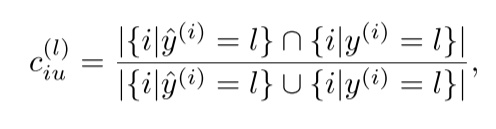 c_{iu}^{(l)} = \frac{|\{i|\hat{y}^{(i)} = l\} \cap \{i|y^{(i)} = l\}|}{|\{i|\hat{y}^{(i)} = l\} \cup \{i|y^{(i)} = l\}|},